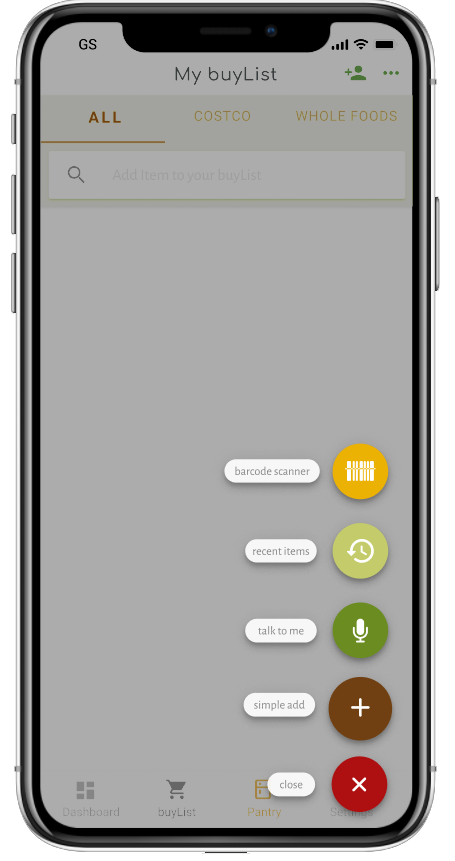 GS
My buyList
ALL COSTCO WHOLE FOODS
Add Item to your buyList
barcode scanner
recent items
talk to me
simple add
close
Dashboard buyList Pantry Settings